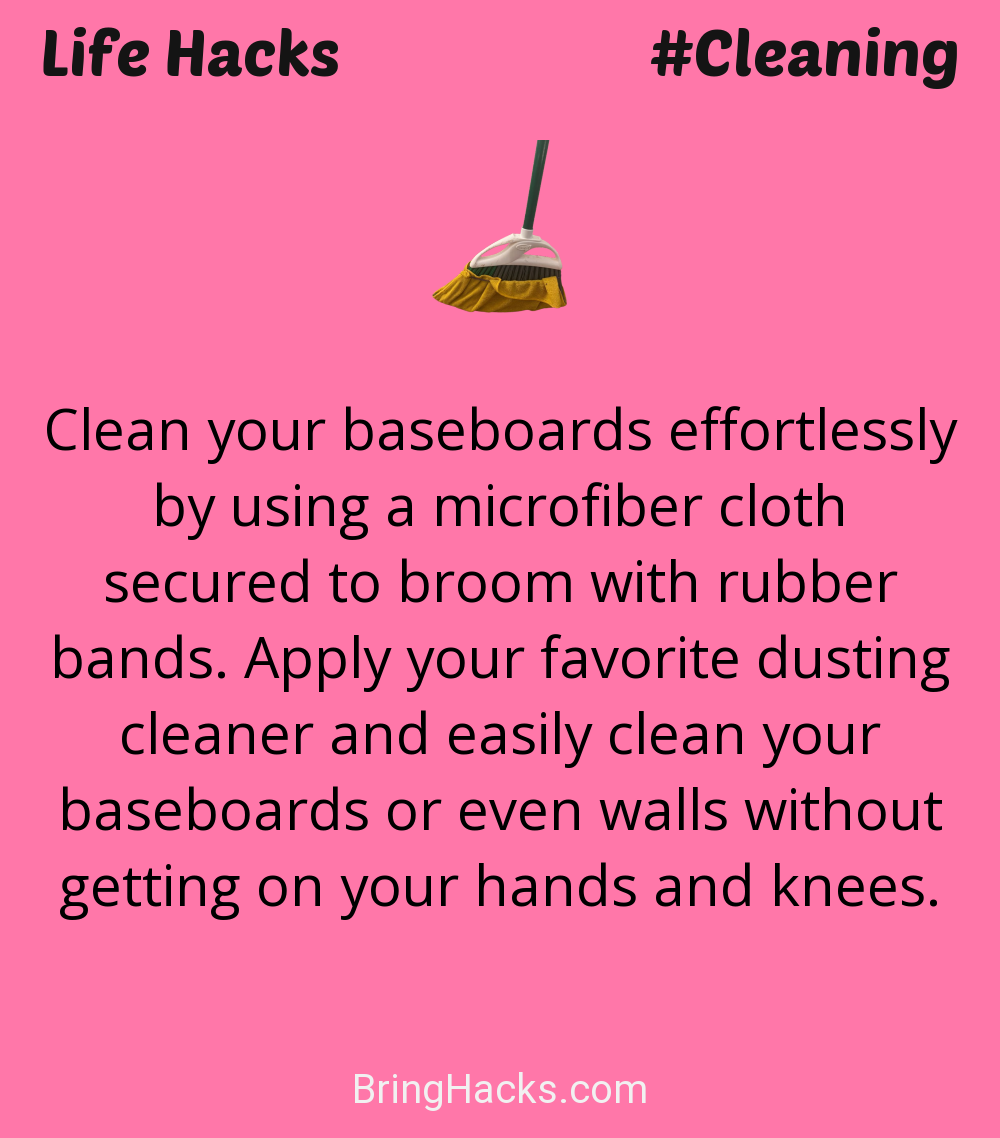 Life Hacks #Cleaning
Clean your baseboards effortlessly
by using a microfiber cloth
secured to broom with rubber
bands. Apply your favorite dusting
cleaner and easily clean your
baseboards or even walls without
getting on your hands and knees.
BringHacks.com